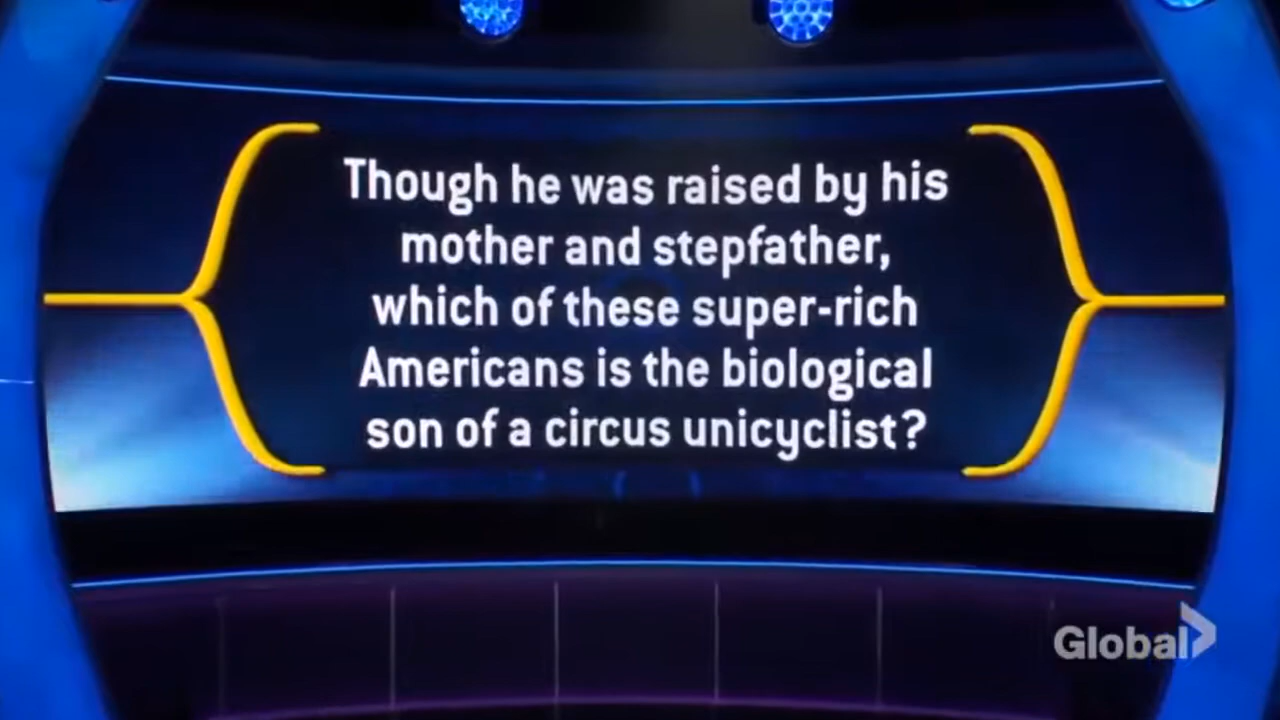 Though he was raised by his
mother and stepfather,
which of these super-rich
Americans is the biological
son of a circus unicyclist?
Global